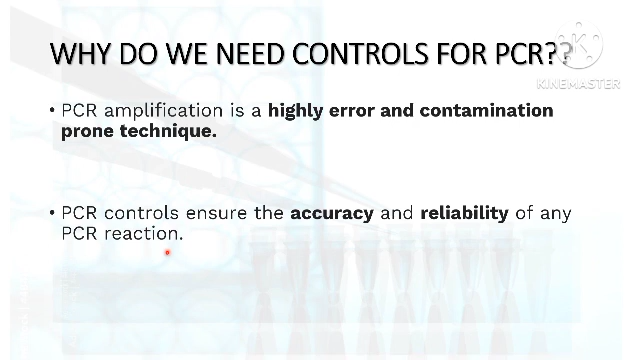 WHY DO WE NEED CONTROLS FOR PCR??
K
KINEMASTER
• PCR amplification is a highly error and contamination
prone technique.
• PCR controls ensure the accuracy and reliability of any
PCR reaction.